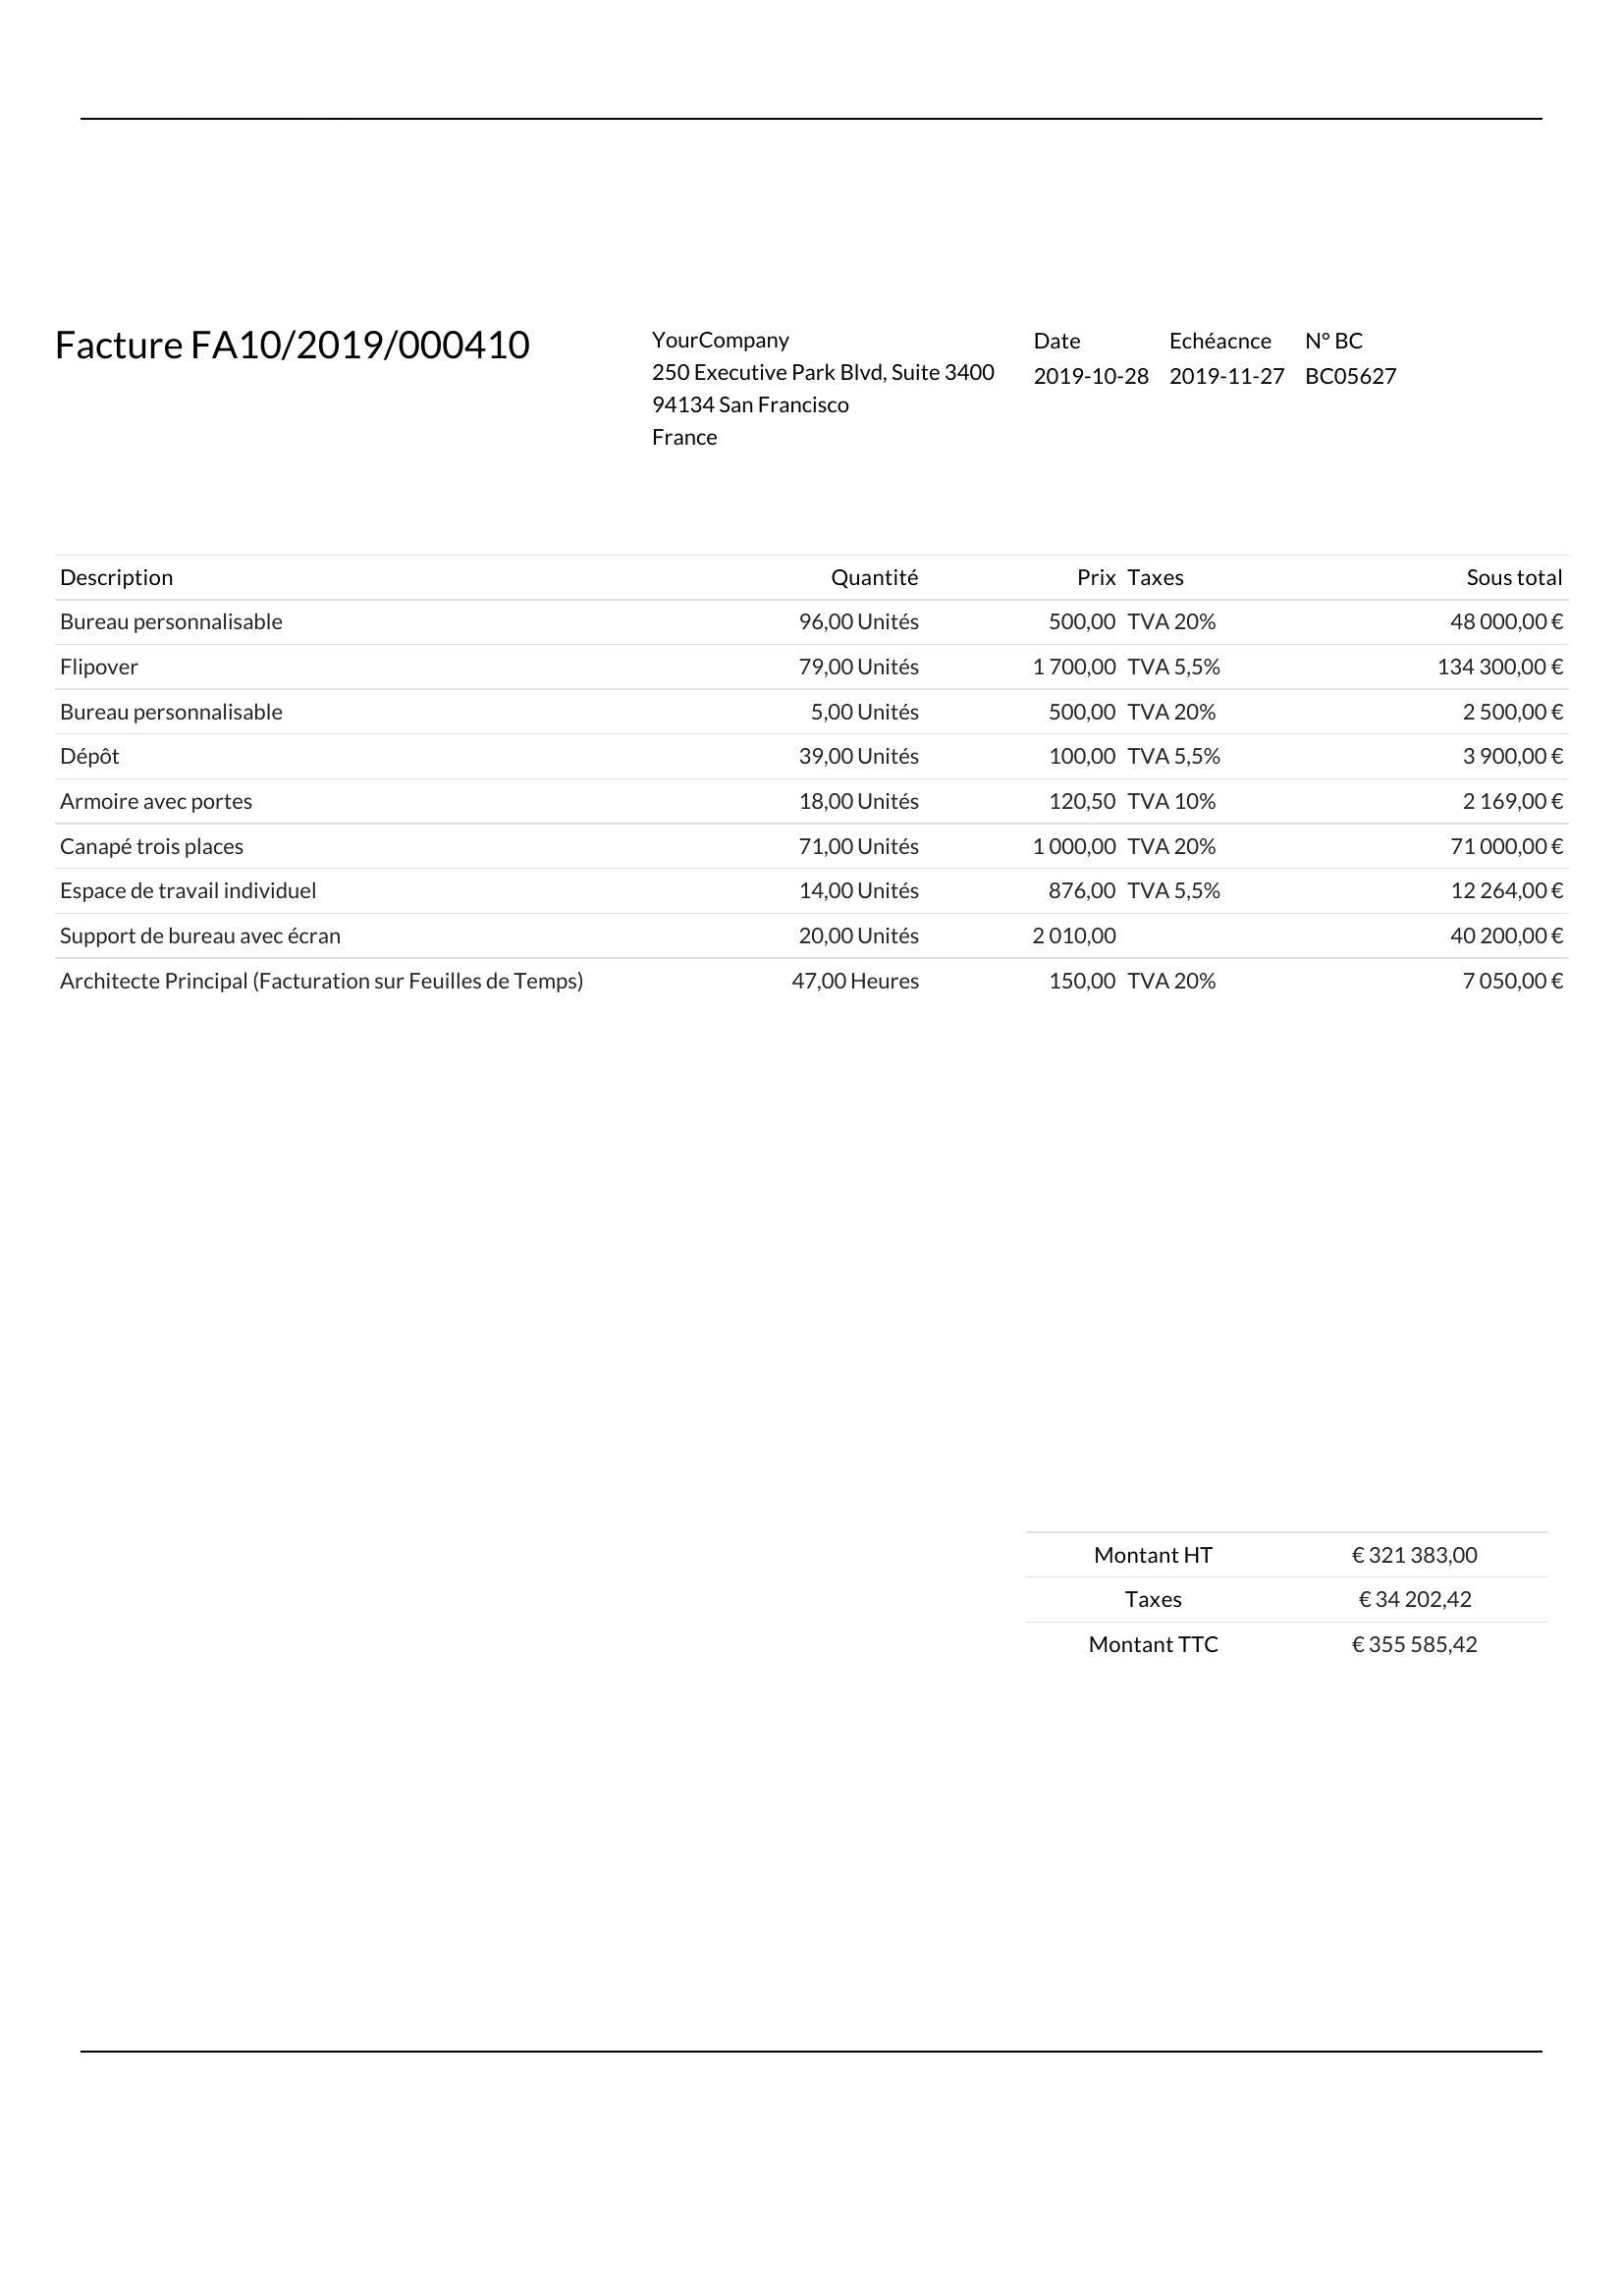 Facture FA10/2019/000410
YourCompany
250 Executive Park Blvd, Suite 3400
94134 San Francisco
France
Date Echéacnce N° BC
2019-10-28 2019-11-27 BC05627
Description Quantité Prix Taxes Sous total
Bureau personnalisable 96,00 Unités 500,00 TVA 20% 48 000,00 €
Flipover 79,00 Unités 1 700,00 TVA 5,5% 134 300,00 €
Bureau personnalisable 5,00 Unités 500,00 TVA 20% 2 500,00 €
Dépôt 39,00 Unités 100,00 TVA 5,5% 3 900,00 €
Armoire avec portes 18,00 Unités 120,50 TVA 10% 2 169,00 €
Canapé trois places 71,00 Unités 1 000,00 TVA 20% 71 000,00 €
Espace de travail individuel 14,00 Unités 876,00 TVA 5,5% 12 264,00 €
Support de bureau avec écran 20,00 Unités 2 010,00 40 200,00 €
Architecte Principal (Facturation sur Feuilles de Temps) 47,00 Heures 150,00 TVA 20% 7 050,00 €
Montant HT € 321 383,00
Taxes € 34 202,42
Montant TTC € 355 585,42